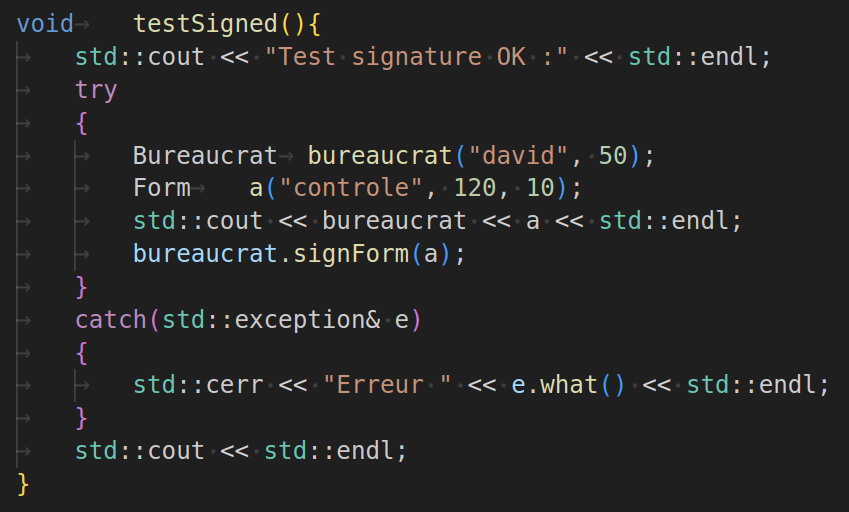 void	testSigned(){
	std::cout << "Test signature OK :" << std::endl;
	try
	{
		Bureaucrat	bureaucrat("david", 50);
		Form	a("controle", 120, 10);
		std::cout << bureaucrat << a << std::endl;
		bureaucrat.signForm(a);
	}
	catch(std::exception& e)
	{
		std::cerr << "Erreur " << e.what() << std::endl;
	}
	std::cout << std::endl;
}